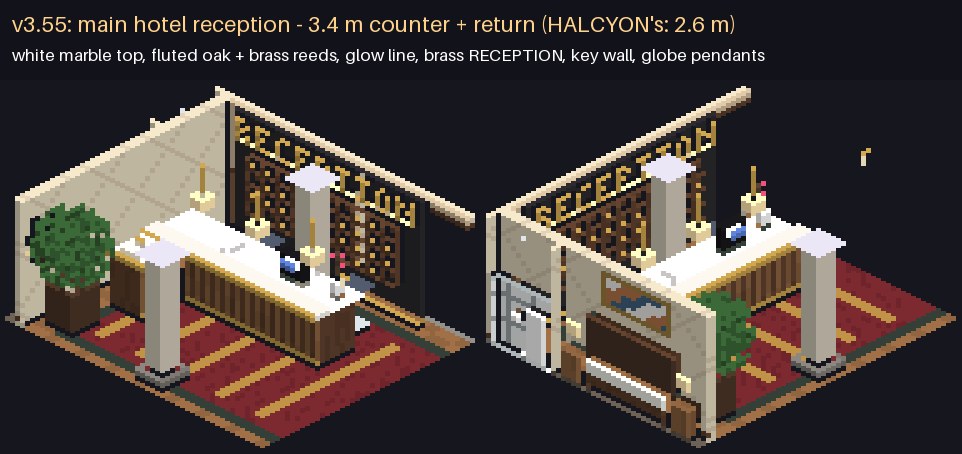 v3.55: main hotel reception - 3.4 m counter + return (HALCYON's: 2.6 m)
white marble top, fluted oak + brass reeds, glow line, brass RECEPTION, key wall, globe pendants
RECEPTION
RECEPTION